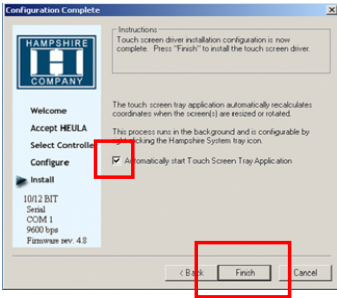 Configuration Complete
HAMPSHIRE
COMPANY
Welcome
Accept HEULA
Select Controlle
Configure
Install
10/12 BIT
Serial
COM 1
9600 bps
Firmware rev. 4.8
Instructions
Touch screen driver installation configuration is now
complete. Press "Finish" to install the touch screen driver.
The touch screen tray application automatically recalculates
coordinates when the screen(s) are resized or rotated.
This process runs in the background and is configurable by
right clicking the Hampshire System tray icon.
Automatically start Touch Screen Tray Application
< Back
Finish
Cancel